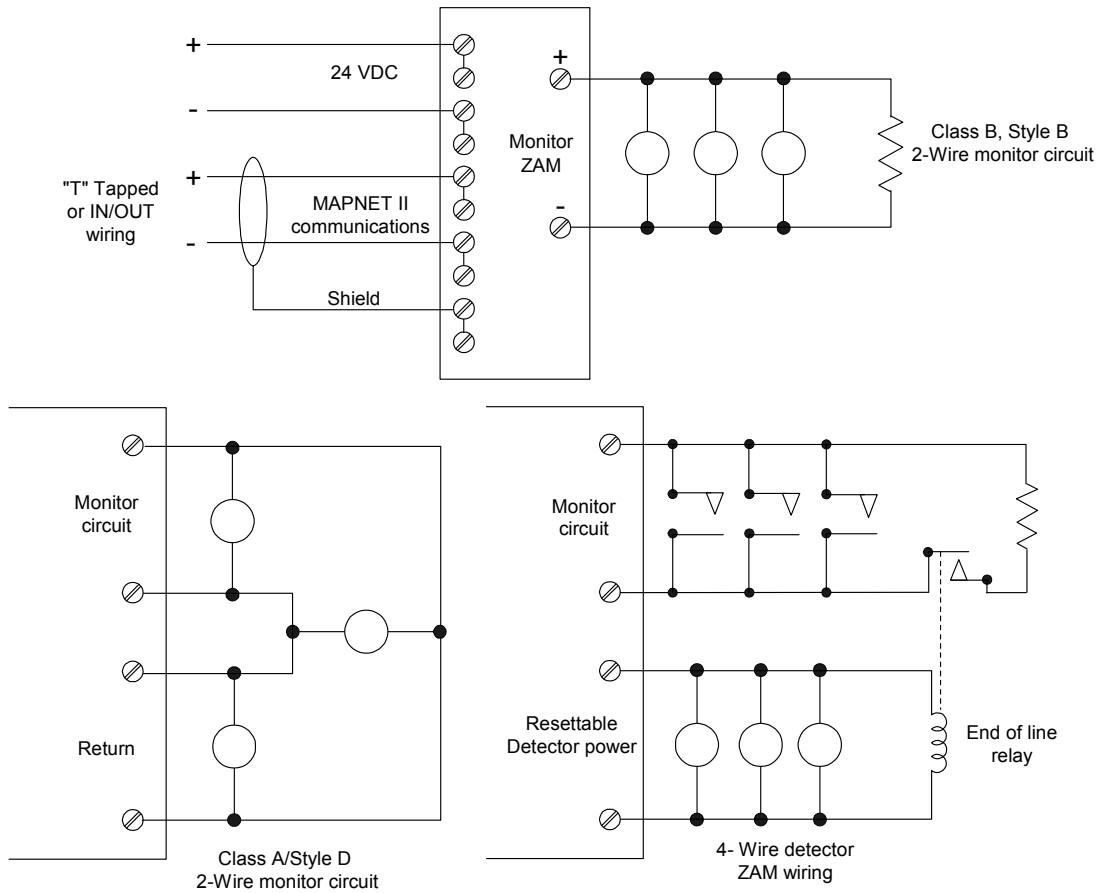 +
24 VDC
-
+
MAPNET II
communications
-
"T" Tapped
or IN/OUT
wiring
Shield
Monitor
ZAM
+
-
Class B, Style B
2-Wire monitor circuit
Monitor
circuit
Return
Class A/Style D
2-Wire monitor circuit
Monitor
circuit
Resettable
Detector power
End of line
relay
4- Wire detector
ZAM wiring